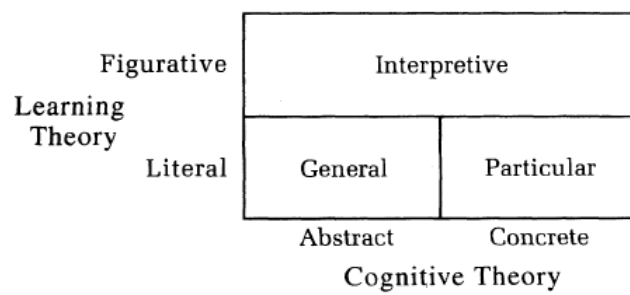 Figurative
Interpretive
Learning
Theory
Literal
General
Particular
Abstract
Concrete
Cognitive Theory